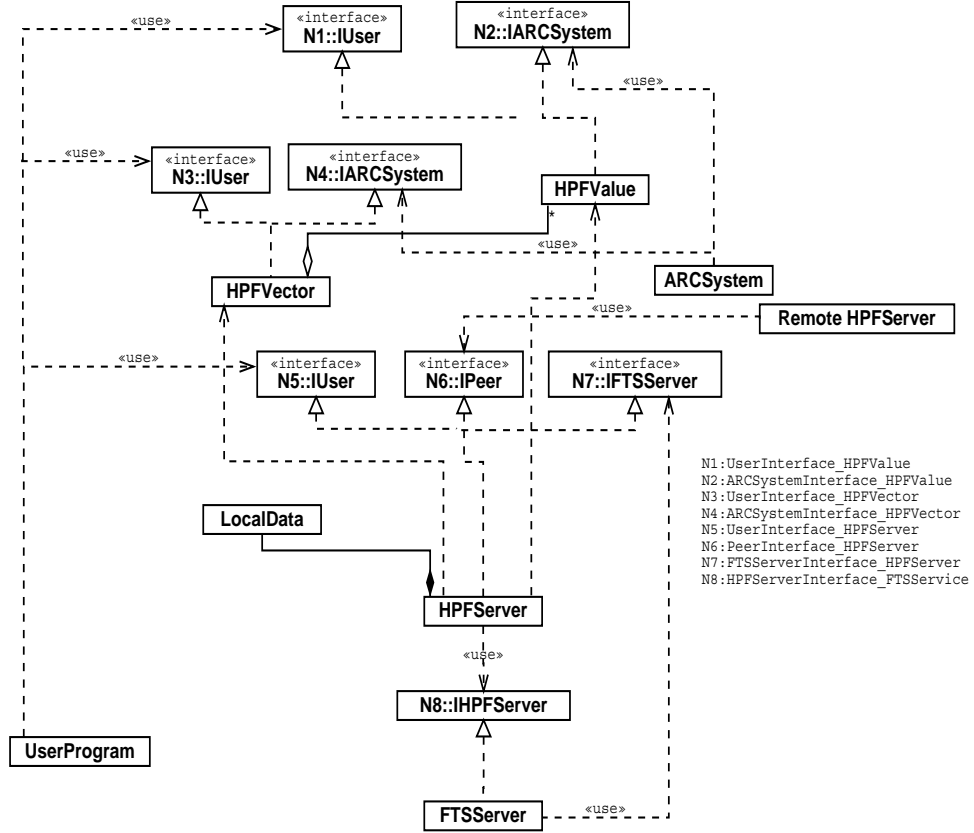 «interface»
N1::IUser
«interface»
N2::IARCSystem
«use»
«use»
«use»
«interface»
N3::IUser
«interface»
N4::IARCSystem
HPFValue
*
«use»
HPFVector
ARCSystem
«use»
Remote HPFServer
«use»
«interface»
N5::IUser
«interface»
N6::IPeer
«interface»
N7::IFTSServer
N1:UserInterface_HPFValue
N2:ARCSystemInterface_HPFValue
N3:UserInterface_HPFVector
N4:ARCSystemInterface_HPFVector
N5:UserInterface_HPFServer
N6:PeerInterface_HPFServer
N7:FTSServerInterface_HPFServer
N8:HPFServerInterface_FTSService
LocalData
HPFServer
«use»
N8::IHPFServer
UserProgram
FTSServer
«use»